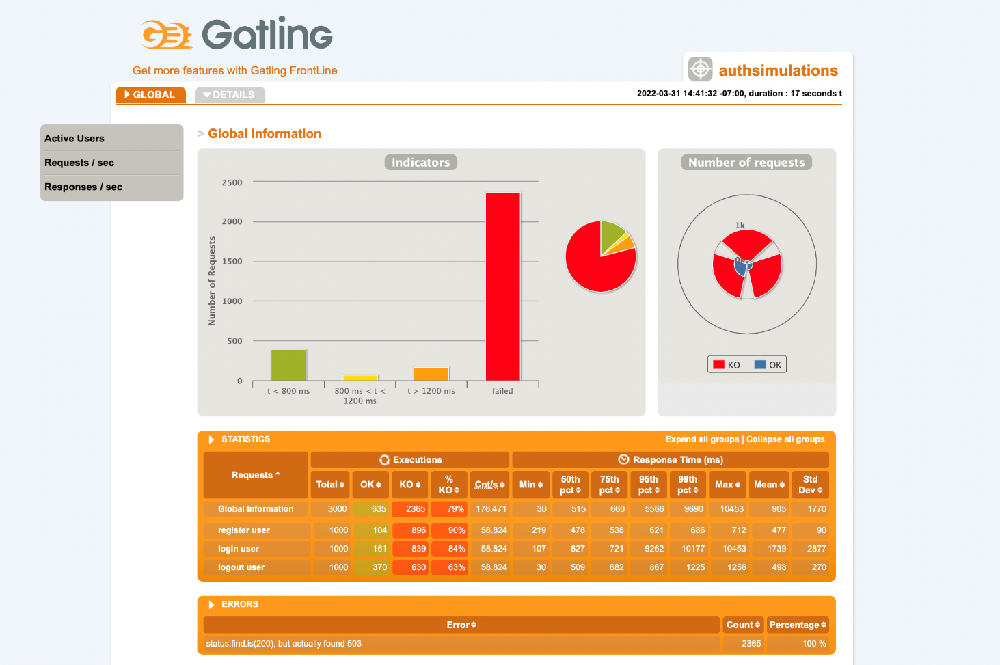 Gatling
Get more features with Gatling FrontLine
authsimulations
GLOBAL DETAILS
2022-03-31 14:41:32 -07:00, duration : 17 seconds t
Active Users
Requests / sec
Responses / sec
> Global Information
Indicators
Number of Requests
2500
2000
1500
1000
500
0
t < 800 ms
800 ms < t <
1200 ms
t > 1200 ms
failed
Number of requests
1k
0k
KO OK
STATISTICS
Expand all groups | Collapse all groups
Requests Executions Response Time (ms)
Total OK KO % KO Cnt/s Min 50th pct 75th pct 95th pct 99th pct Max Mean Std Dev
Global Information 3000 635 2365 79% 176.471 30 515 660 5566 9690 10453 905 1770
register user 1000 104 896 90% 58.824 219 478 538 621 686 712 477 90
login user 1000 161 839 84% 58.824 107 627 721 9262 10177 10453 1739 2877
logout user 1000 370 630 63% 58.824 30 509 682 867 1225 1256 498 270
ERRORS
Error Count Percentage
status.find.is(200), but actually found 503 2365 100 %